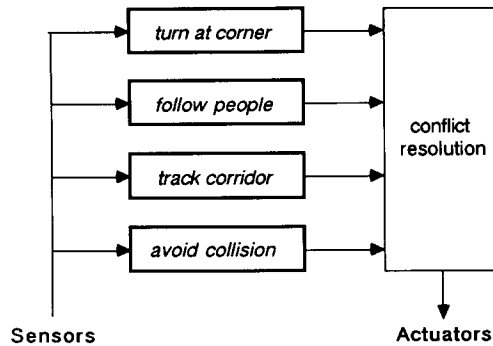 turn at corner
follow people
conflict
resolution
track corridor
avoid collision
Sensors
Actuators